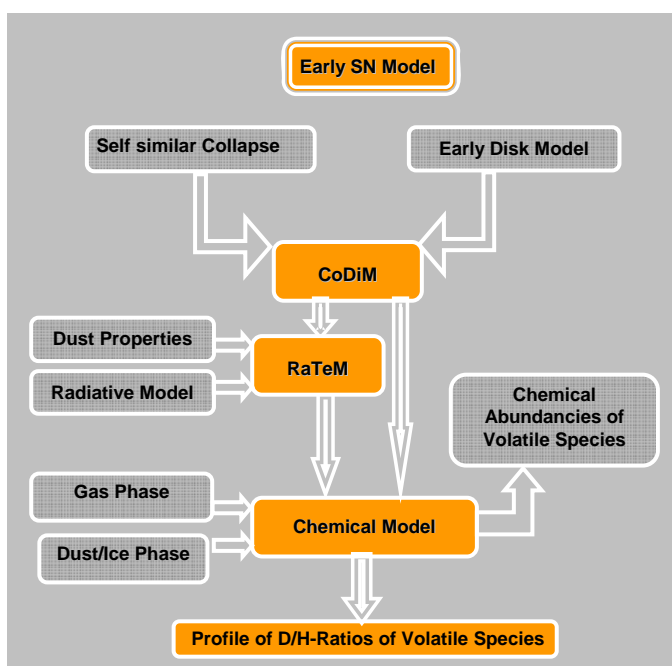 Early SN Model
Self similar Collapse
Early Disk Model
CoDiM
Dust Properties
RaTeM
Radiative Model
Chemical
Abundancies of
Volatile Species
Gas Phase
Chemical Model
Dust/Ice Phase
Profile of D/H-Ratios of Volatile Species